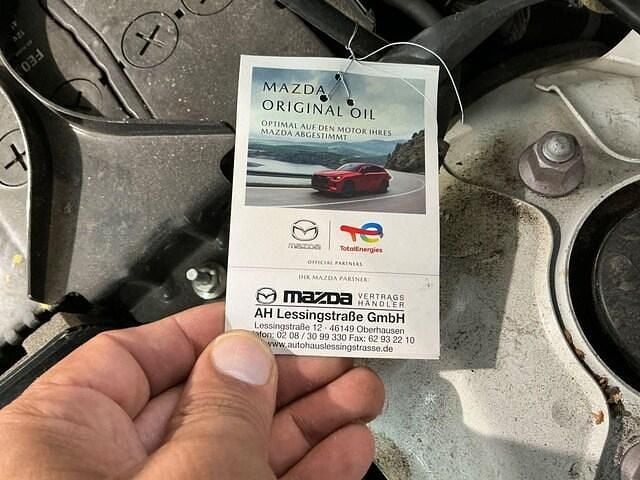 MAZDA
ORIGINAL OIL
OPTIMAL AUF DEN MOTOR IHRES
MAZDA ABGESTIMMT
mazda
TotalEnergies
OFFICIAL PARTNERS
IHR MAZDA PARTNER:
mazda VERTRAGS
HÄNDLER
AH Lessingstraße GmbH
Lessingstraße 12 - 46149 Oberhausen
efon: 02 08 / 30 99 330 Fax: 62 93 22 10
www.autohauslessingstrasse.de